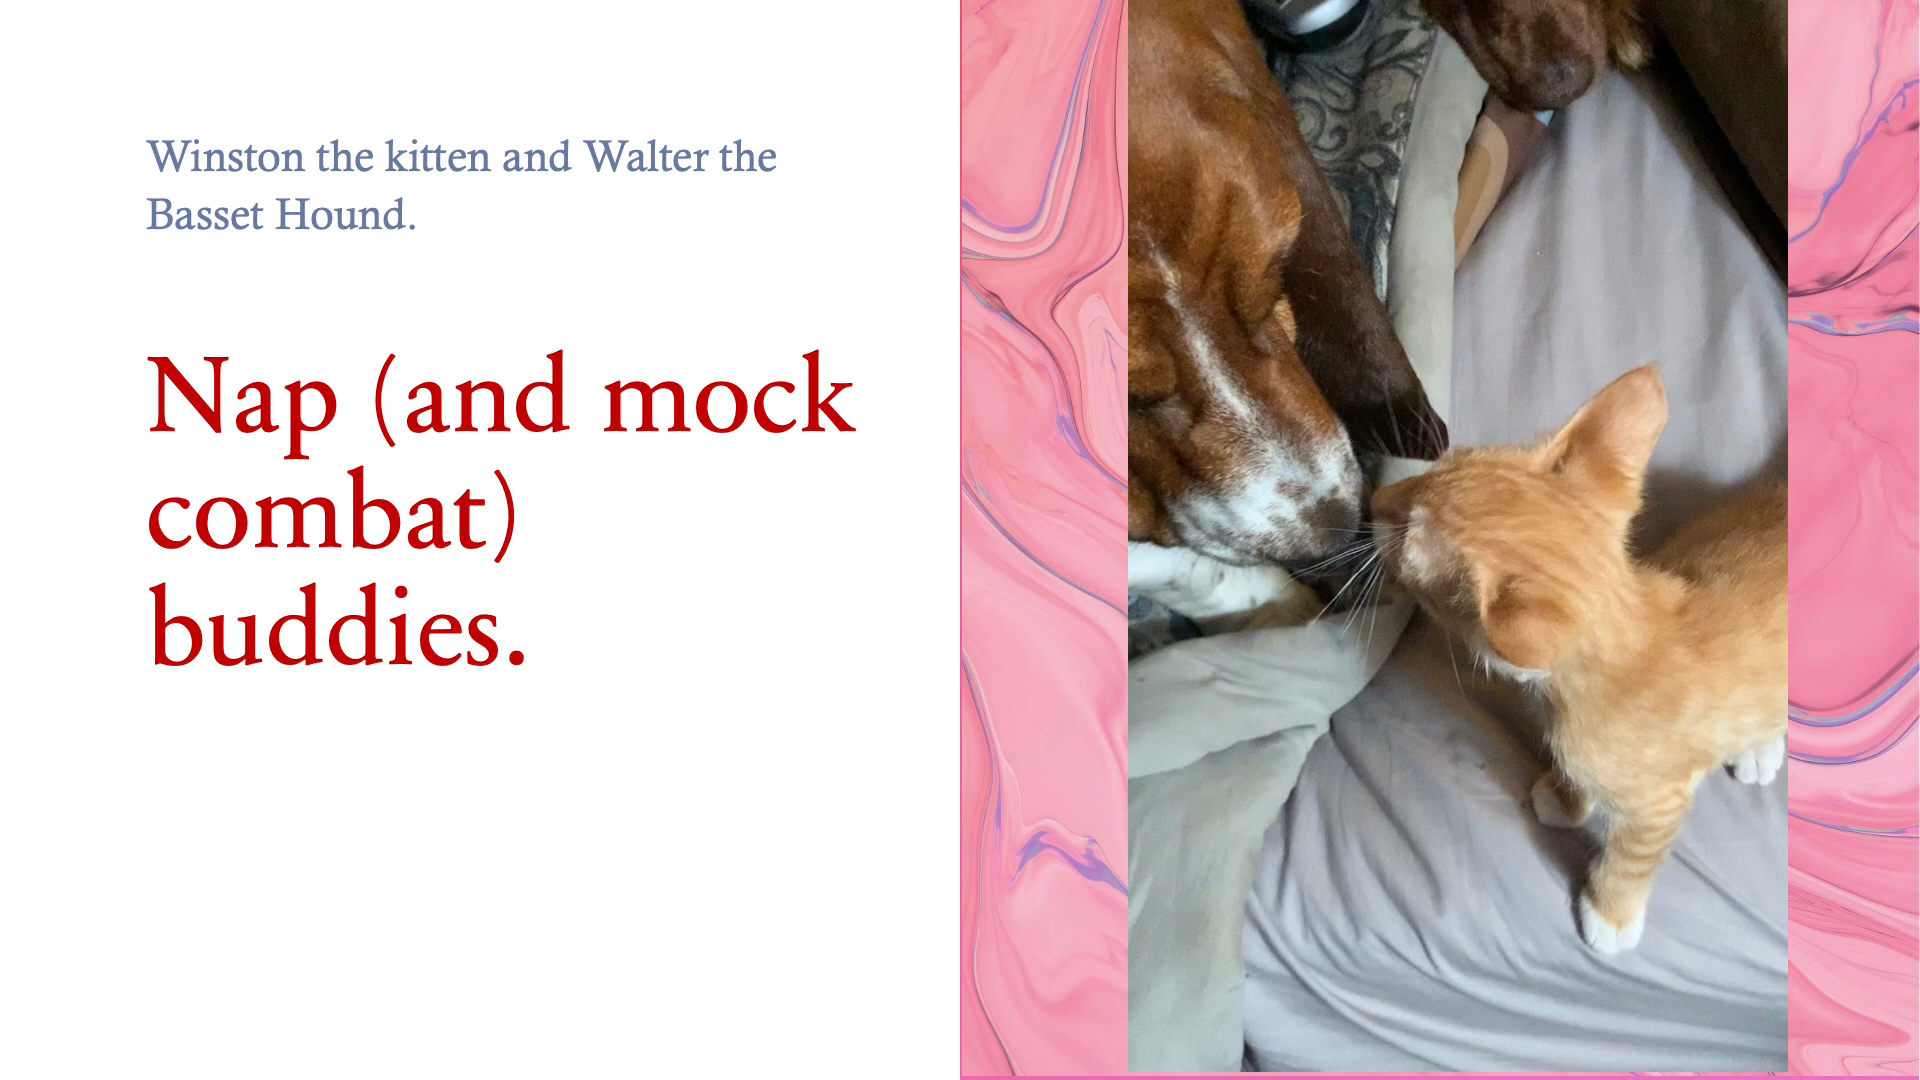 Winston the kitten and Walter the
Basset Hound.
Nap (and mock
combat)
buddies.